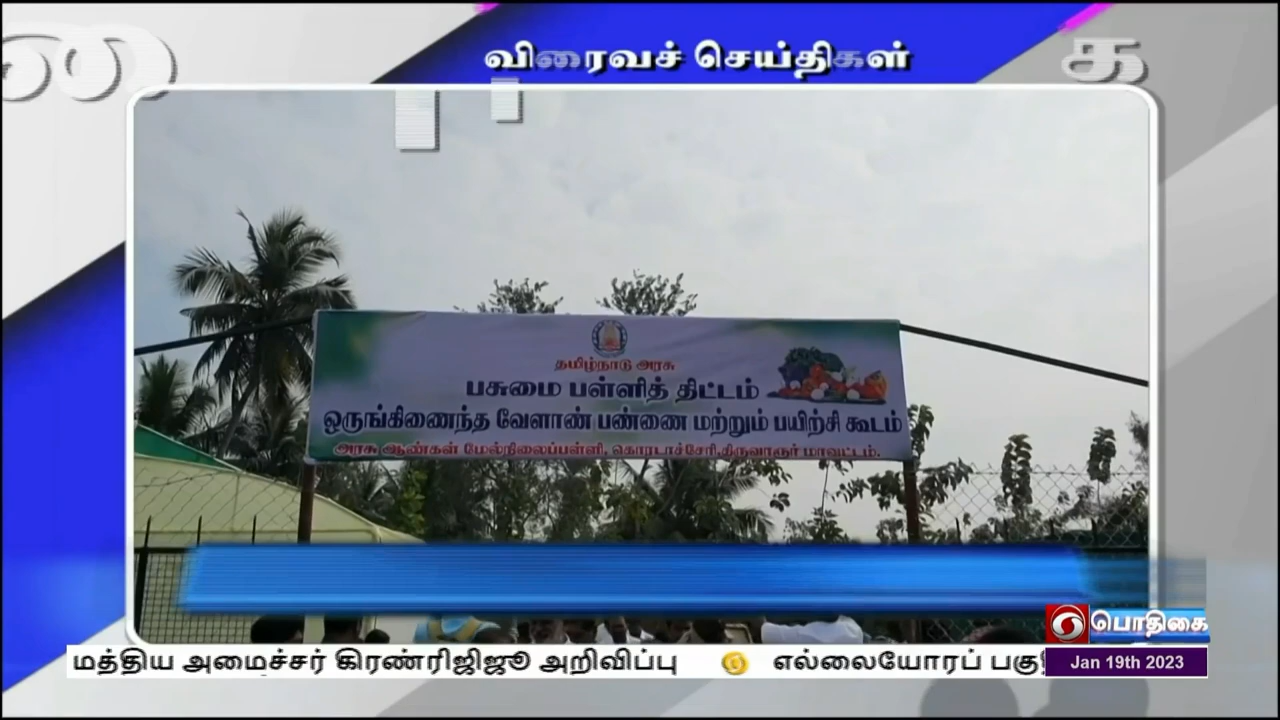 விரைவச் செய்திகள்
தமிழ்நாடு அரசு
பசுமை பள்ளித் திட்டம்
ஒருங்கிணைந்த வேளாண் பண்ணை மற்றும் பயிற்சி கூடம்
அரசு ஆண்கள் மேல்நிலைப்பள்ளி, கொரடாச்சேரி,திருவாரூர் மாவட்டம்.
பொதிகை
மத்திய அமைச்சர் கிரண்ரிஜிஜூ அறிவிப்பு எல்லையோரப்
Jan 19th 2023